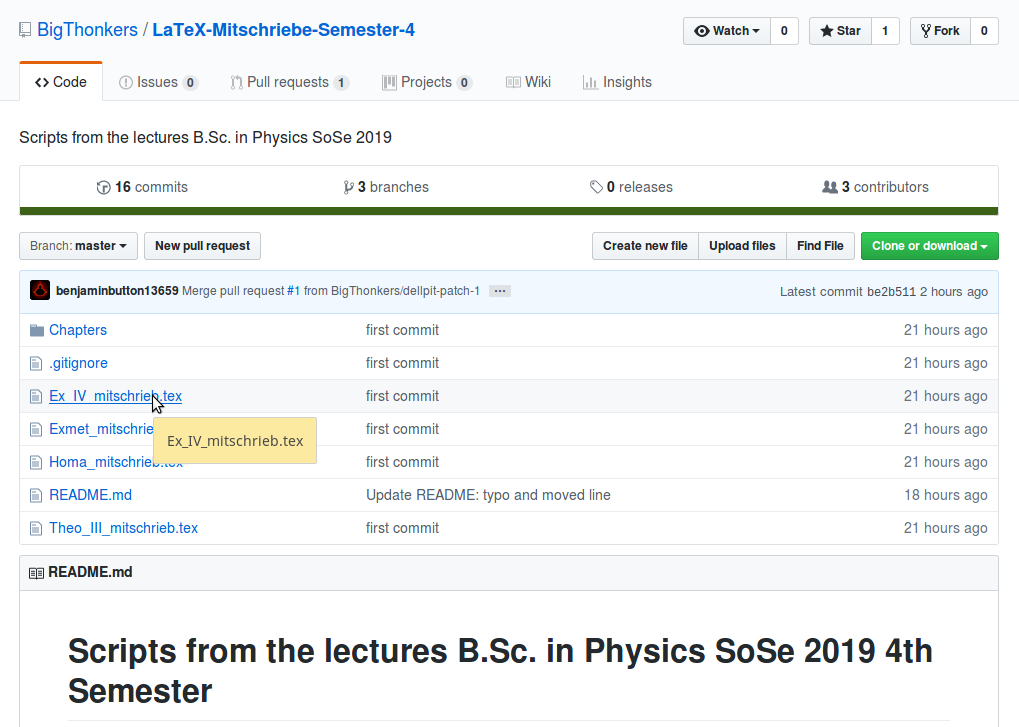 BigThonkers / LaTeX-Mitschriebe-Semester-4
Watch 0 Star 1 Fork 0
Code Issues 0 Pull requests 1 Projects 0 Wiki Insights
Scripts from the lectures B.Sc. in Physics SoSe 2019
16 commits 3 branches 0 releases 3 contributors
Branch: master New pull request Create new file Upload files Find File Clone or download
benjaminbutton13659 Merge pull request #1 from BigThonkers/dellpit-patch-1 ... Latest commit be2b511 2 hours ago
Chapters first commit 21 hours ago
.gitignore first commit 21 hours ago
Ex_IV_mitschrieb.tex first commit 21 hours ago
Exmet_mitschrie first commit 21 hours ago
Ex_IV_mitschrieb.tex
Homa_mitschrieb.tex first commit 21 hours ago
README.md Update README: typo and moved line 18 hours ago
Theo_III_mitschrieb.tex first commit 21 hours ago
README.md
Scripts from the lectures B.Sc. in Physics SoSe 2019 4th
Semester